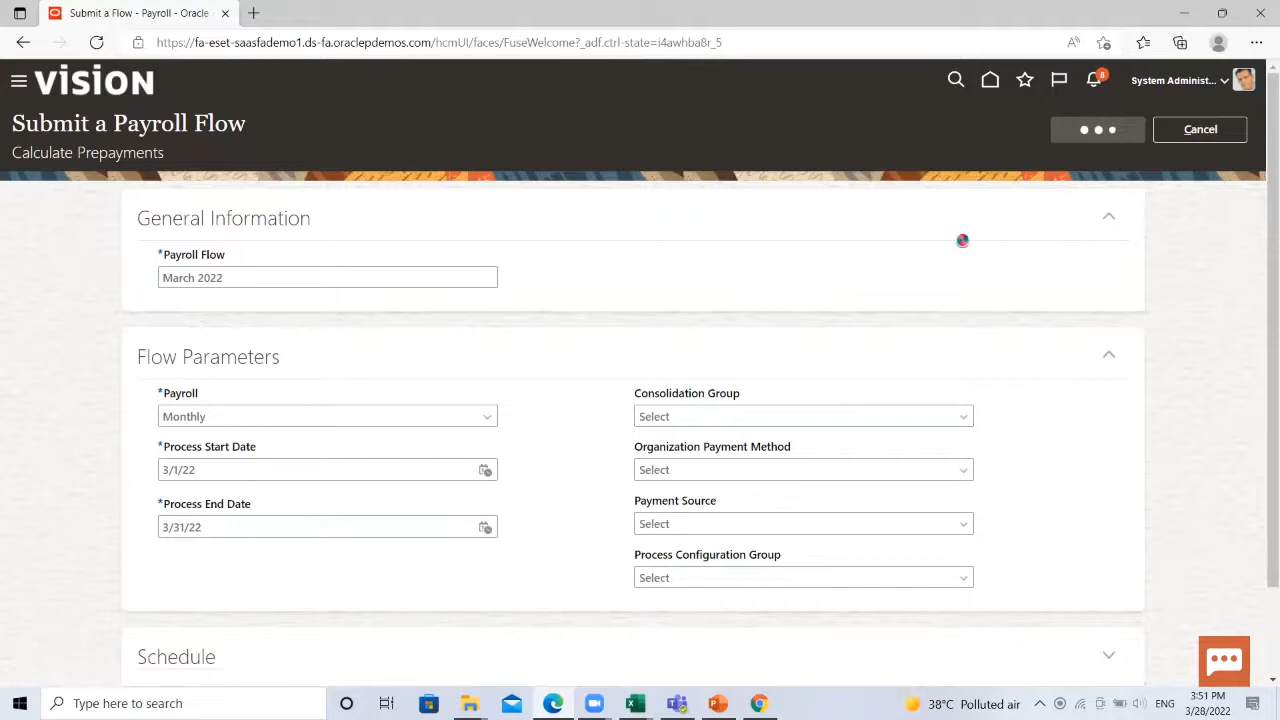 Submit a Flow - Payroll - Oracle
https://fa-eset-saasfademo1.ds-fa.oraclepdemos.com/hcmUI/faces/FuseWelcome?_adf.ctrl-state=i4awhba8r_5
vision
8
System Administ...
Submit a Payroll Flow
Cancel
Calculate Prepayments
General Information
*Payroll Flow
March 2022
Flow Parameters
*Payroll
Monthly
*Process Start Date
3/1/22
*Process End Date
3/31/22
Consolidation Group
Select
Organization Payment Method
Select
Payment Source
Select
Process Configuration Group
Select
Schedule
Type here to search
38°C Polluted air
ENG
3:51 PM
3/28/2022